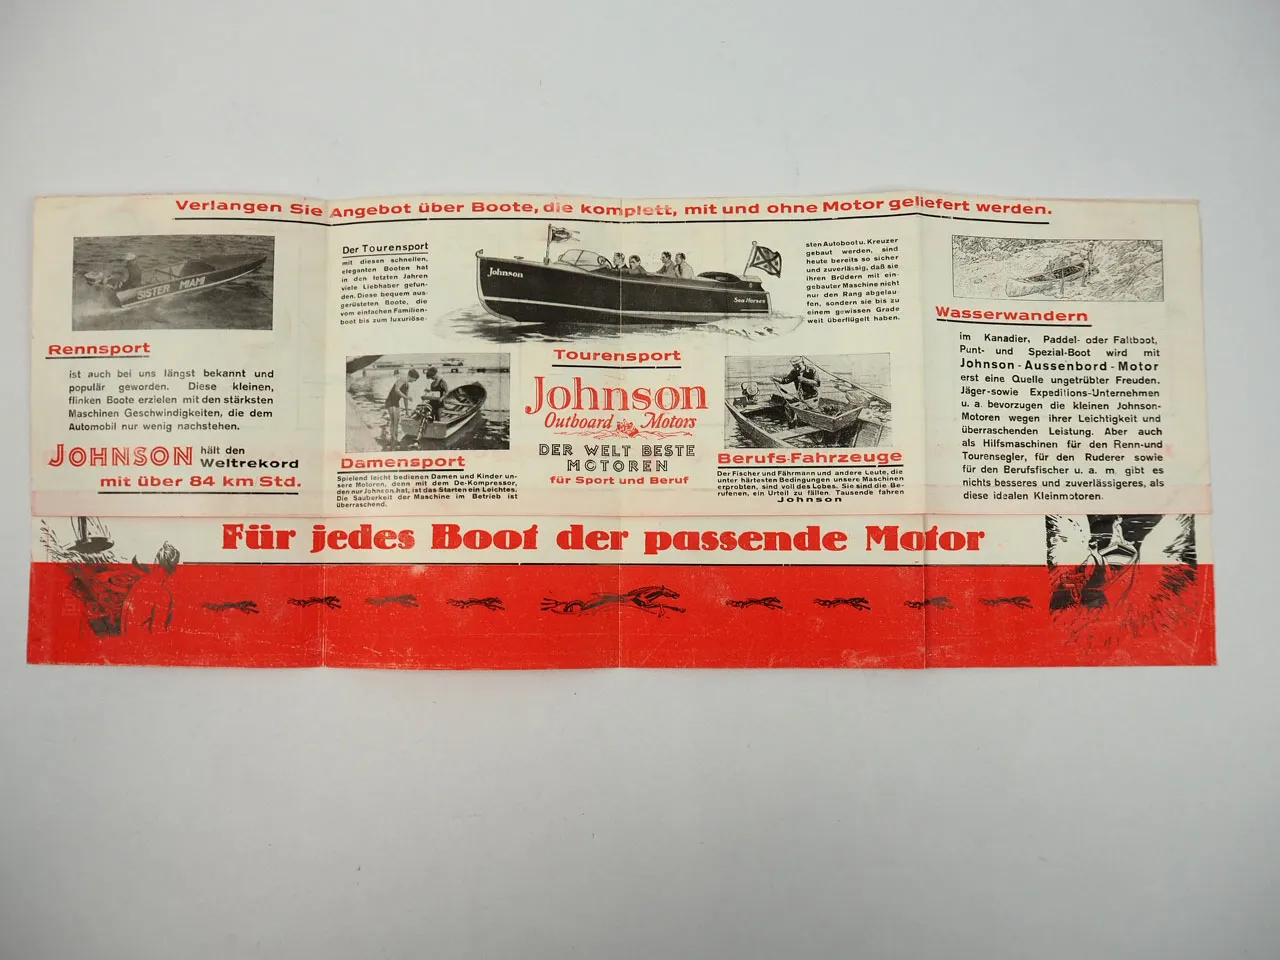 Verlangen Sie Angebot über Boote, die komplett, mit und ohne Motor geliefert werden.
SISTER MIAMI
Rennsport
ist auch bei uns längst bekannt und
populär geworden. Diese kleinen,
flinken Boote erzielen mit den stärksten
Maschinen Geschwindigkeiten, die dem
Automobil nur wenig nachstehen.
JOHNSON hält den
Weltrekord
mit über 84 km Std.
Der Tourensport
mit diesen schnellen,
eleganten Booten hat
in den letzten Jahren
viele Liebhaber gefun-
den. Diese bequem aus-
gerüsteten Boote, die
vom einfachen Familien-
boot bis zum luxuriöse-
Johnson
Sea Horses
sten Autoboot u. Kreuzer
gebaut werden, sind
heute bereits so sicher
und zuverlässig, daß sie
ihren Brüdern mit ein-
gebauter Maschine nicht
nur den Rang abgelau-
fen, sondern sie bis zu
einem gewissen Grade
weit überflügelt haben.
Tourensport
Johnson
Outboard Motors
DER WELT BESTE
MOTOREN
für Sport und Beruf
Damensport
Spielend leicht bedienen Damen und Kinder un-
sere Motoren, denn mit dem De-Kompressor,
den nur Johnson hat, ist das Starten ein Leichtes.
Die Sauberkeit der Maschine im Betrieb ist
überraschend.
Berufs-Fahrzeuge
Der Fischer und Fährmann und andere Leute, die
unter härtesten Bedingungen unsere Maschinen
erprobten, sind voll des Lobes. Sie sind die Be-
rufenen, ein Urteil zu fällen. Tausende fahren
Johnson
Wasserwandern
im Kanadier, Paddel- oder Faltboot,
Punt- und Spezial-Boot wird mit
Johnson-Aussenbord-Motor
erst eine Quelle ungetrübter Freuden.
Jäger- sowie Expeditions-Unternehmen
u. a. bevorzugen die kleinen Johnson-
Motoren wegen ihrer Leichtigkeit und
überraschenden Leistung. Aber auch
als Hilfsmaschinen für den Renn- und
Tourensegler, für den Ruderer sowie
für den Berufsfischer u. a. m. gibt es
nichts besseres und zuverlässigeres, als
diese idealen Kleinmotoren.
Für jedes Boot der passende Motor